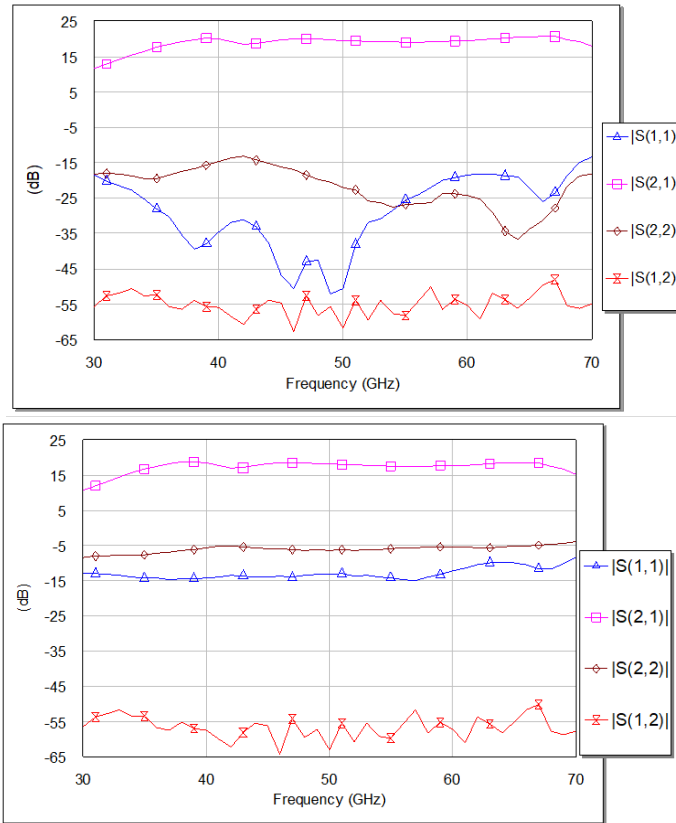 25
15
5
-5
-15
-25
-35
-45
-55
-65
(dB)
30 40 50 60 70
Frequency (GHz)
|S(1,1)
|S(2,1)
|S(2,2)
|S(1,2)
25
15
5
-5
-15
-25
-35
-45
-55
-65
(dB)
30 40 50 60 70
Frequency (GHz)
|S(1,1)|
|S(2,1)|
|S(2,2)|
|S(1,2)|